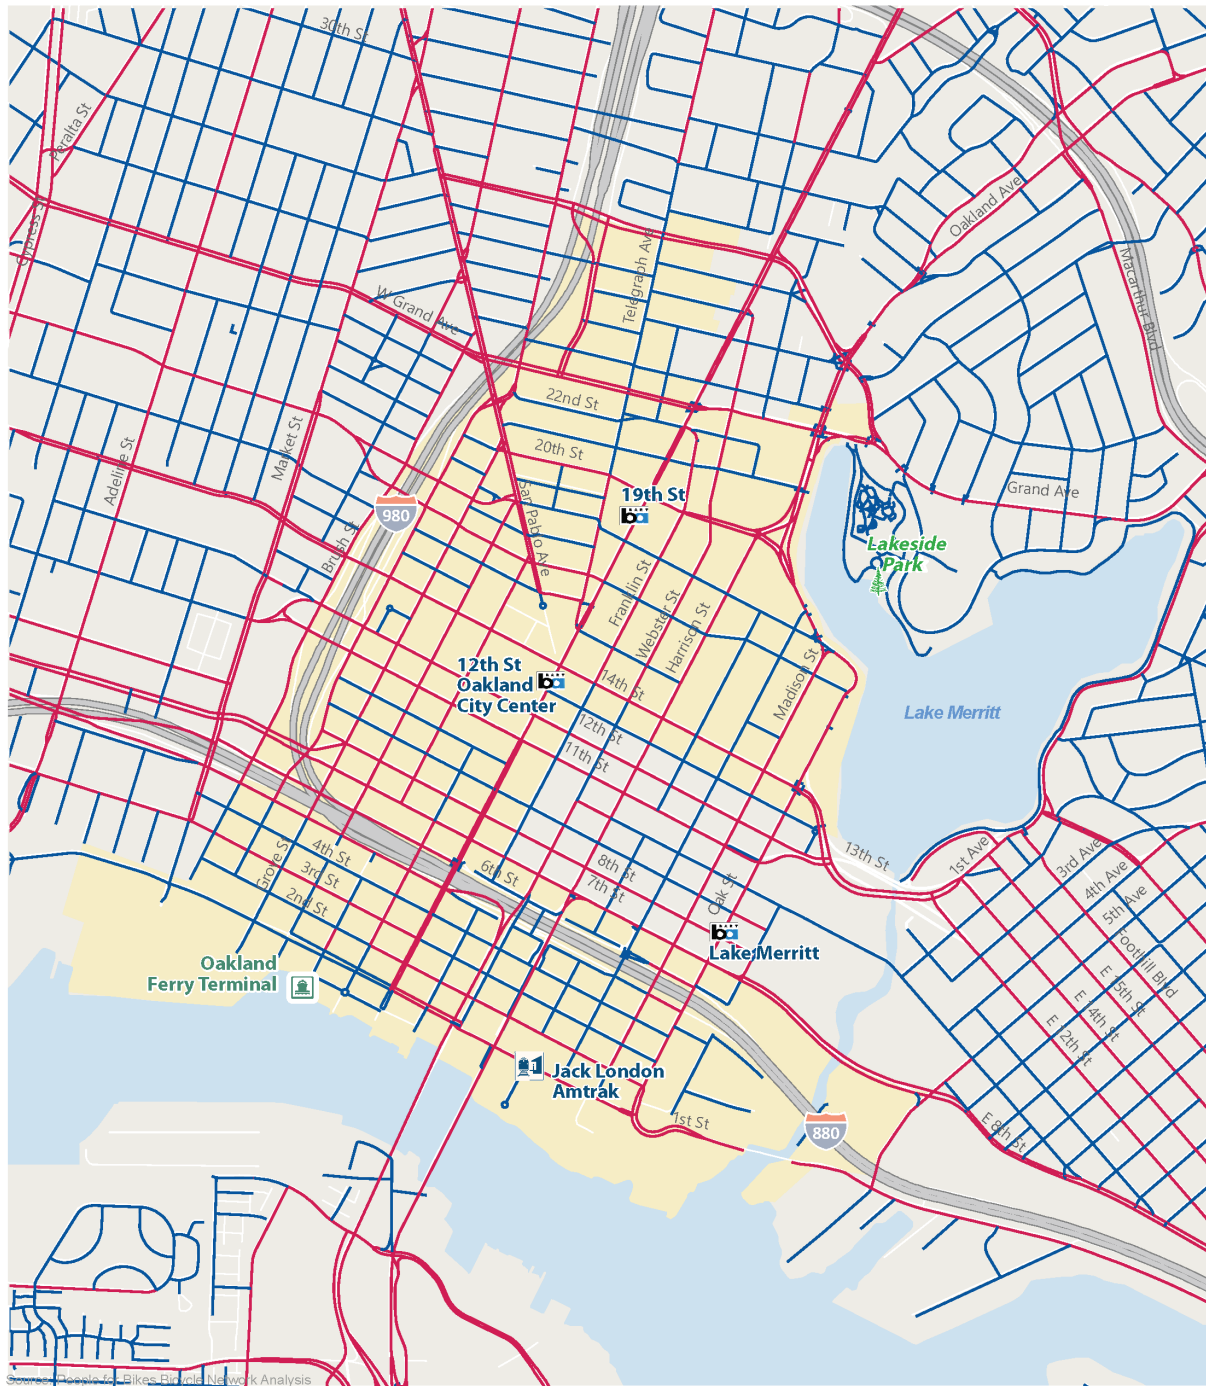 30th St
Peralta St
Oakland Ave
Cypress St
Telegraph Ave
Macarthur Blvd
W Grand Ave
22nd St
20th St
Market St
Adeline St
19th St
Grand Ave
San Pablo Ave
980
Brush St
Lakeside
Park
Franklin St
Webster St
Harrison St
12th St
Oakland
City Center
14th St
Madison St
Lake Merritt
12th St
11th St
13th St
1st Ave
3rd Ave
4th Ave
5th Ave
Foothill Blvd
4th St
3rd St
2nd St
Grove St
6th St
8th St
7th St
Oak St
Lake Merritt
Oakland
Ferry Terminal
E 15th St
E 14th St
E 12th St
Jack London
Amtrak
1st St
880
E 8th St
Source: People for Bikes Bicycle Network Analysis